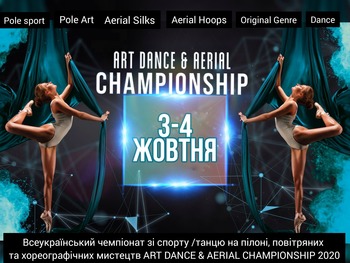 Pole sport Pole Art Aerial Silks Aerial Hoops Original Genre Dance
ART DANCE & AERIAL
CHAMPIONSHIP
3-4
ЖОВТНЯ
Всеукраїнський чемпіонат зі спорту /танцю на пілоні, повітряних
та хореографічних мистецтв ART DANCE & AERIAL CHAMPIONSHIP 2020